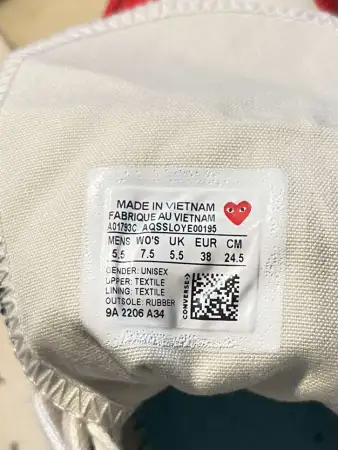 MADE IN VIETNAM
FABRIQUE AU VIETNAM
A01793C AQSSLOYE00195
MENS WO'S UK EUR CM
5.5 7.5 5.5 38 24.5
GENDER: UNISEX
UPPER: TEXTILE
LINING: TEXTILE
OUTSOLE: RUBBER
9A 2206 A34
CONVERSE